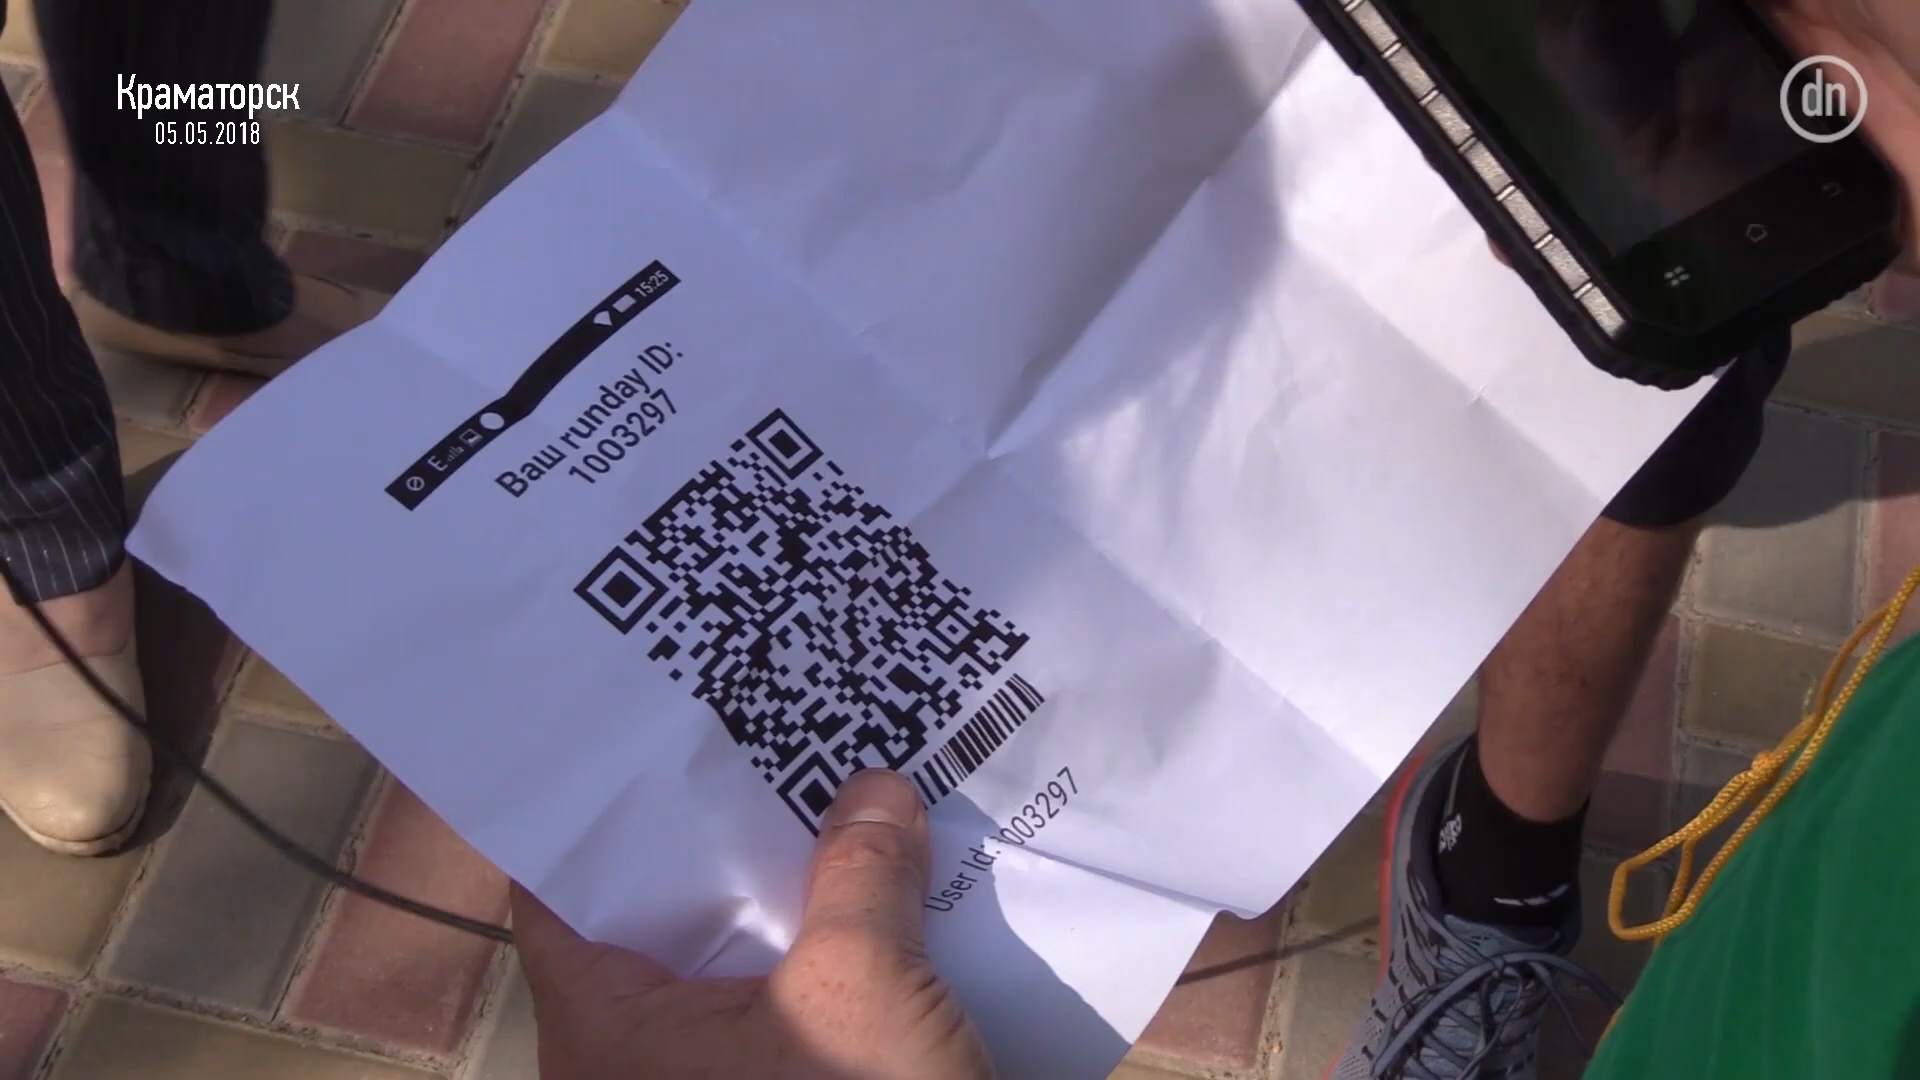 Краматорск
05.05.2018
dn
15:25
Ваш runday ID:
1003297
User Id: 1003297